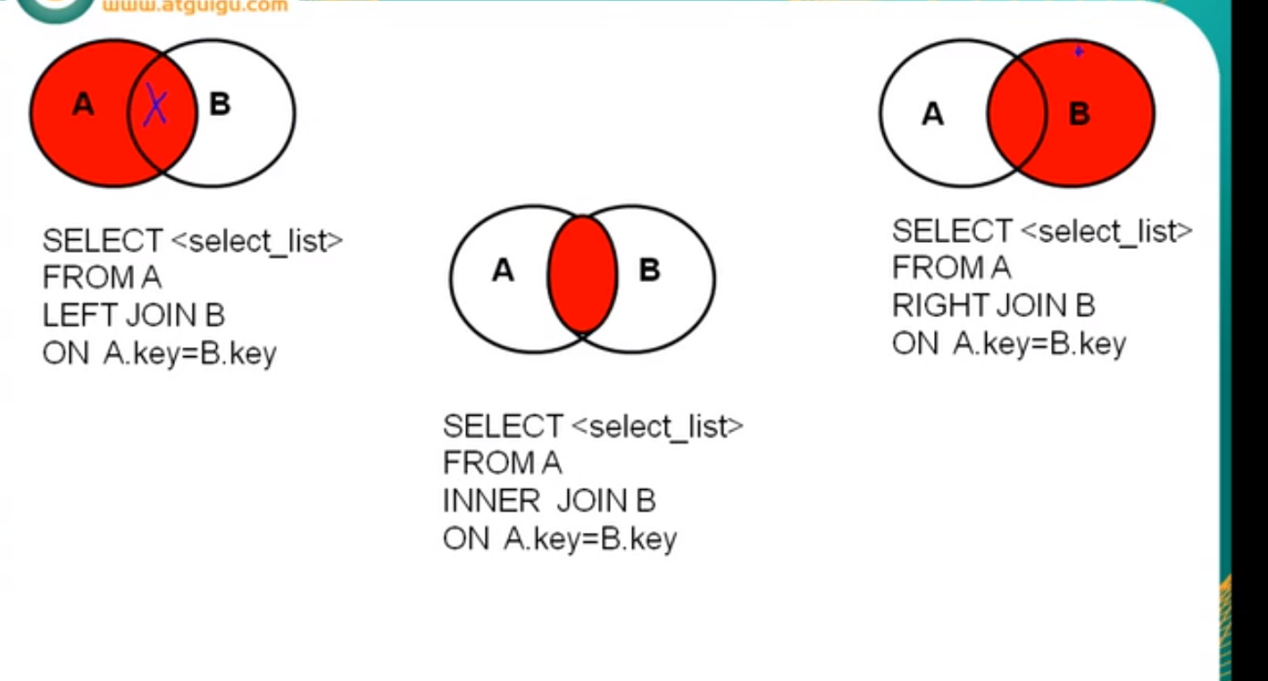 www.atguigu.com
A B
SELECT <select_list>
FROM A
LEFT JOIN B
ON A.key=B.key
A B
SELECT <select_list>
FROM A
INNER JOIN B
ON A.key=B.key
A B
SELECT <select_list>
FROM A
RIGHT JOIN B
ON A.key=B.key